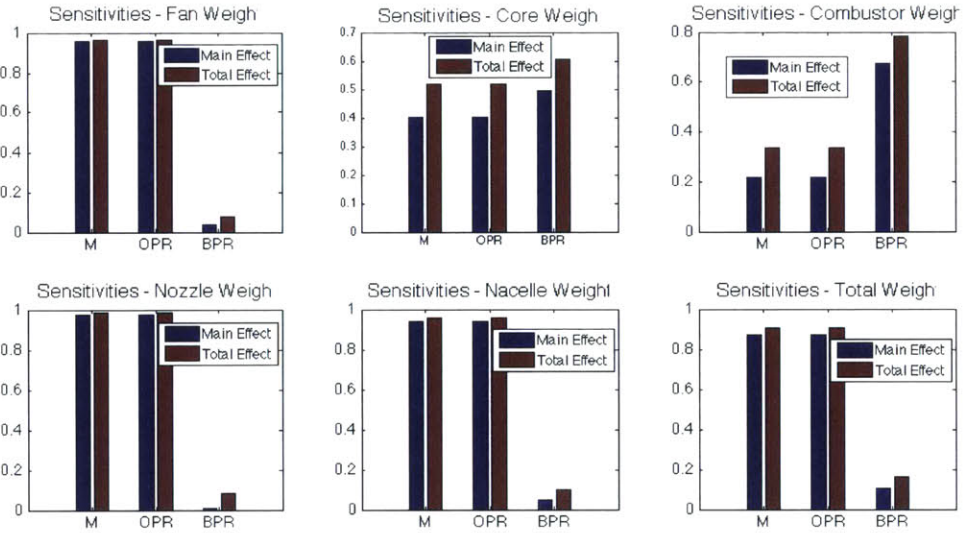 Sensitivities - Fan Weigh
1
0.8
0.6
0.4
0.2
0
Main Effect
Total Effect
M OPR BPR
Sensitivities - Core Weigh
0.7
0.6
0.5
0.4
0.3
0.2
0.1
0
Main Effect
Total Effect
M OPR BPR
Sensitivities - Combustor Weigh
0.8
0.6
0.4
0.2
0
Main Effect
Total Effect
M OPR BPR
Sensitivities - Nozzle Weigh
1
0.8
0.6
0.4
0.2
0
Main Effect
Total Effect
M OPR BPR
Sensitivities - Nacelle Weight
1
0.8
0.6
0.4
0.2
0
Main Effect
Total Effect
M OPR BPR
Sensitivities - Total Weigh
1
0.8
0.6
0.4
0.2
0
Main Effect
Total Effect
M OPR BPR